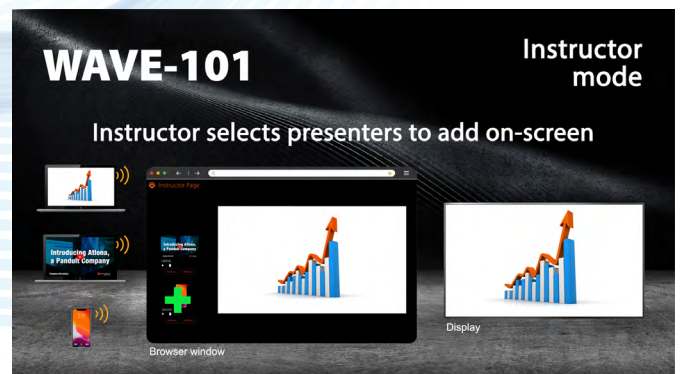 WAVE-101
Instructor
mode
Instructor selects presenters to add on-screen
Instructor Page
Introducing Atlona,
a Panduit Company
Introducing Atlona,
a Panduit Company
Browser window
Display